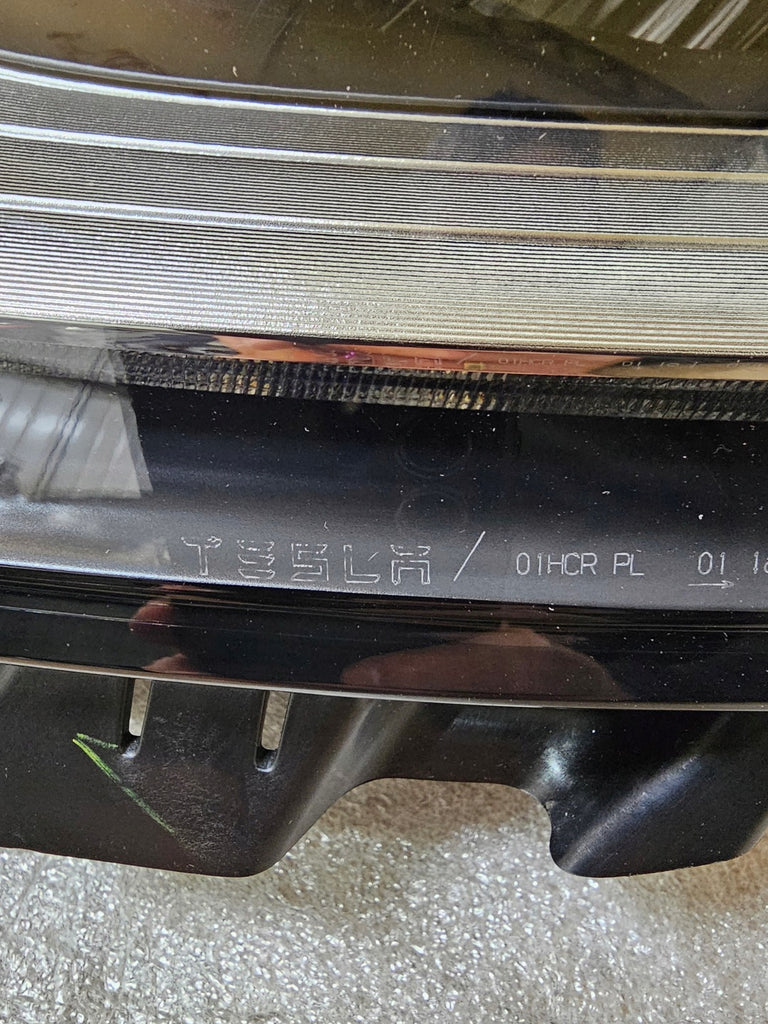 TESLA / 01HCR PL 01